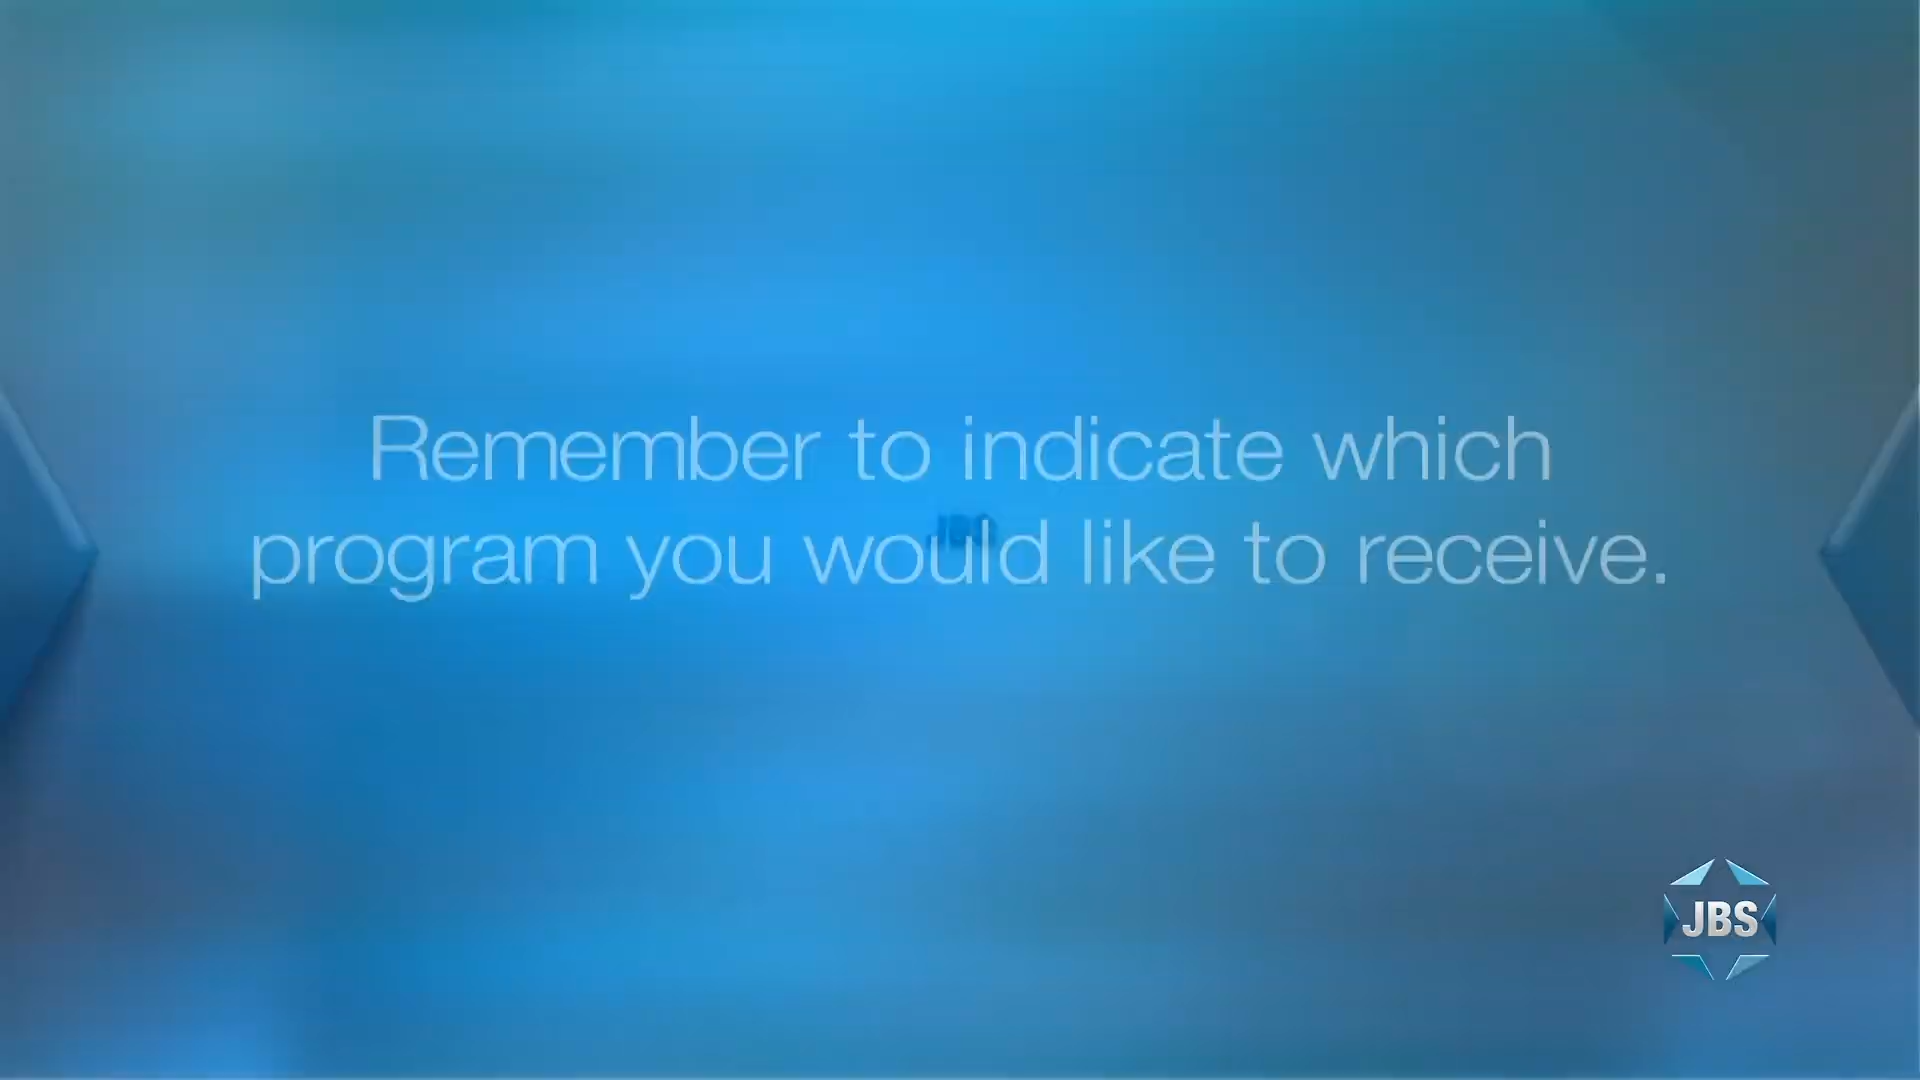 Remember to indicate which
program you would like to receive.
JBS